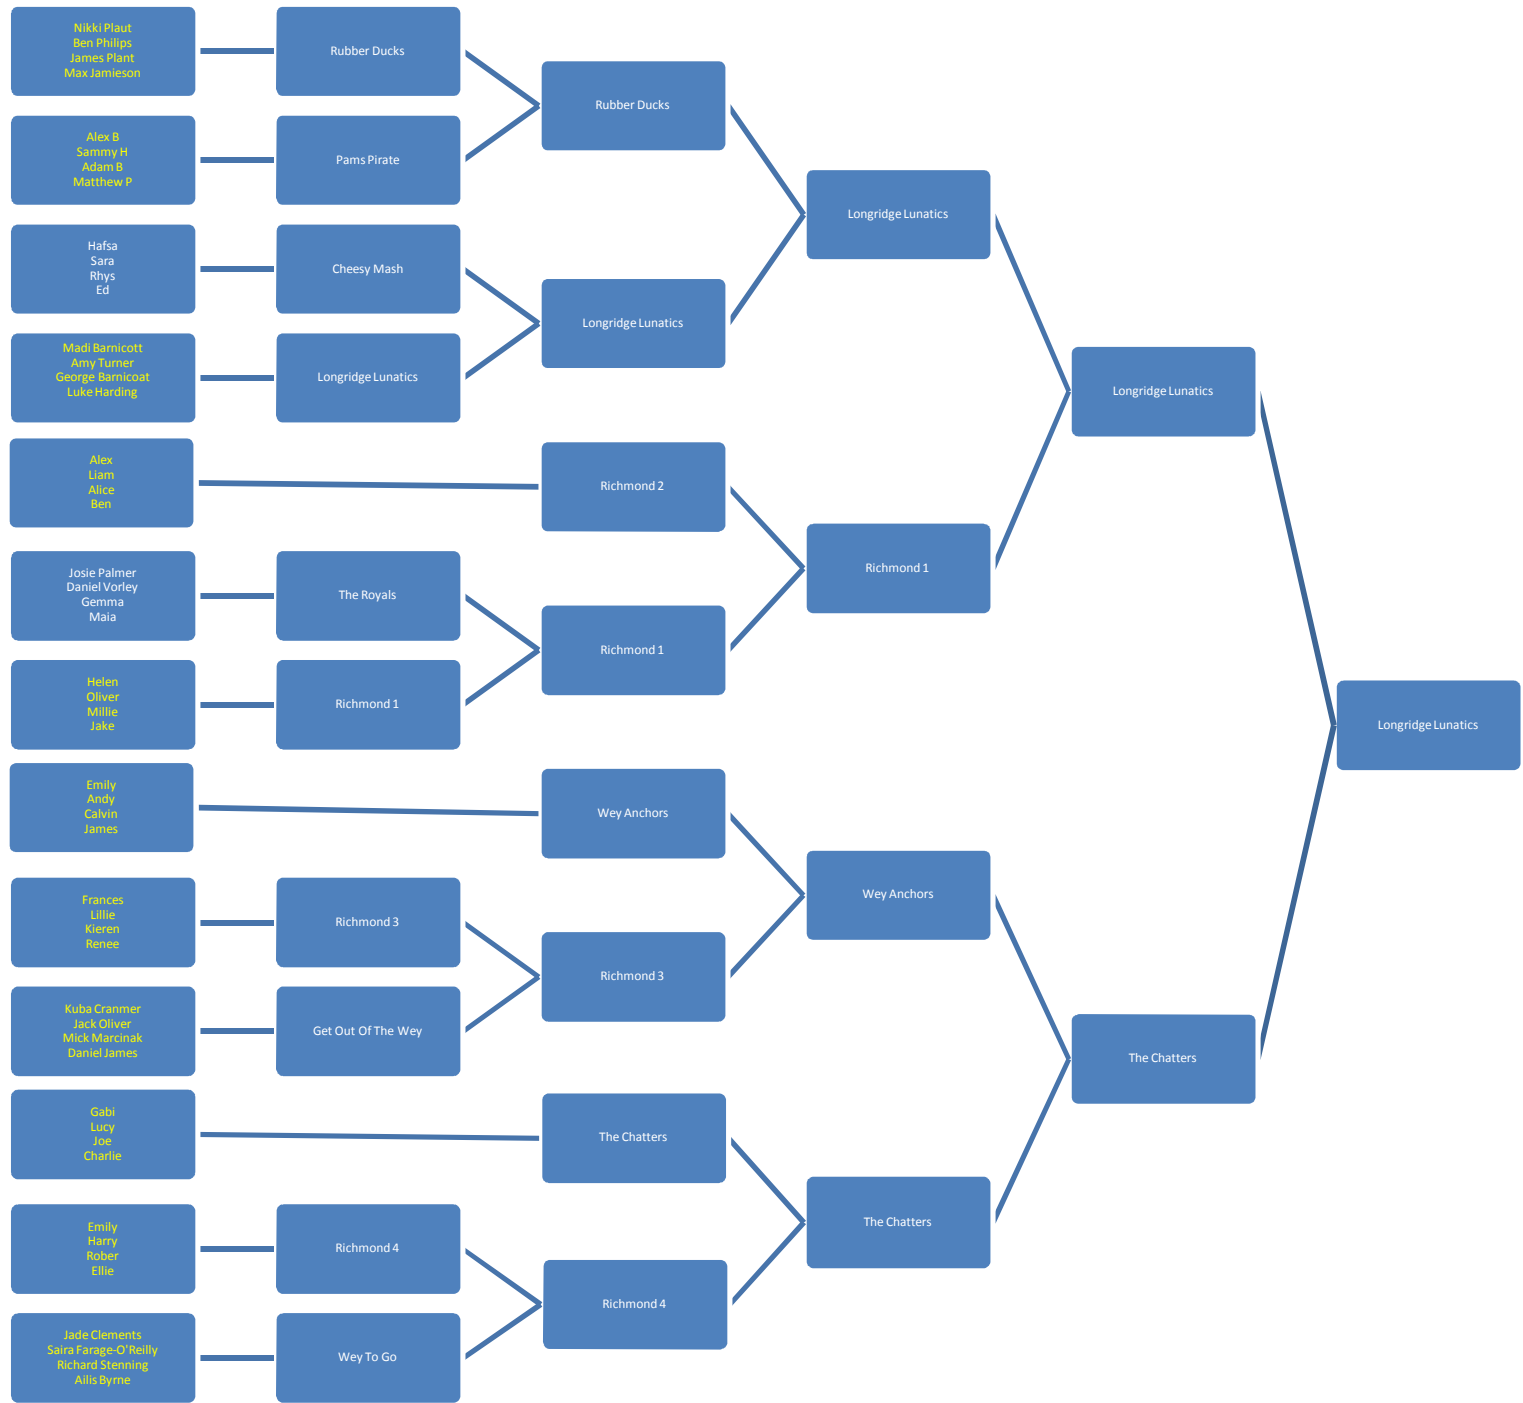 Nikki Plaut
Ben Philips
James Plant
Max Jamieson
Rubber Ducks
Rubber Ducks
Alex B
Sammy H
Adam B
Matthew P
Pams Pirate
Longridge Lunatics
Hafsa
Sara
Rhys
Ed
Cheesy Mash
Longridge Lunatics
Madi Barnicott
Amy Turner
George Barnicoat
Luke Harding
Longridge Lunatics
Longridge Lunatics
Alex
Liam
Alice
Ben
Richmond 2
Richmond 1
Josie Palmer
Daniel Vorley
Gemma
Maia
The Royals
Richmond 1
Helen
Oliver
Millie
Jake
Richmond 1
Longridge Lunatics
Emily
Andy
Calvin
James
Wey Anchors
Wey Anchors
Frances
Lillie
Kieren
Renee
Richmond 3
Richmond 3
Kuba Cranmer
Jack Oliver
Mick Marcinak
Daniel James
Get Out Of The Wey
The Chatters
Gabi
Lucy
Joe
Charlie
The Chatters
The Chatters
Emily
Harry
Rober
Ellie
Richmond 4
Richmond 4
Jade Clements
Saira Farage-O'Reilly
Richard Stenning
Ailis Byrne
Wey To Go